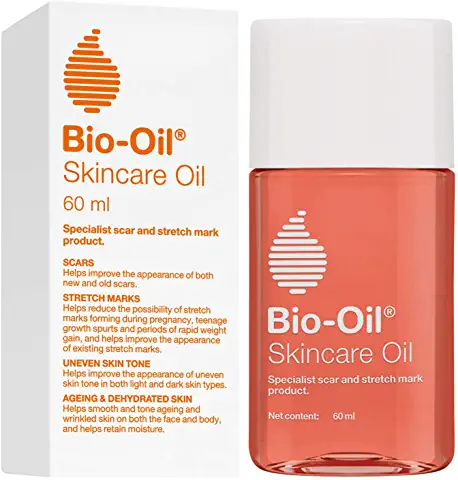 Bio-Oil®
Skincare Oil
60 ml
Specialist scar and stretch mark
product.
SCARS
Helps improve the appearance of both
new and old scars.
STRETCH MARKS
Helps reduce the possibility of stretch
marks forming during pregnancy, teenage
growth spurts and periods of rapid weight
gain, and helps improve the appearance
of existing stretch marks.
UNEVEN SKIN TONE
Helps improve the appearance of uneven
skin tone in both light and dark skin types.
AGEING & DEHYDRATED SKIN
Helps smooth and tone ageing and
wrinkled skin on both the face and body,
and helps retain moisture.
Bio-Oil®
Skincare Oil
Specialist scar and stretch mark
product.
Net content: 60 ml